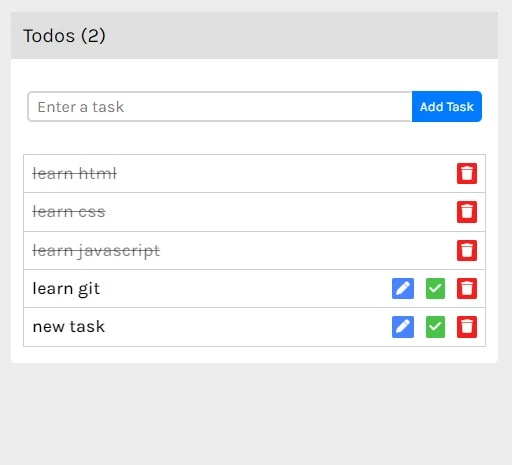 Todos (2)
Enter a task
Add Task
learn html
learn css
learn javascript
learn git
new task